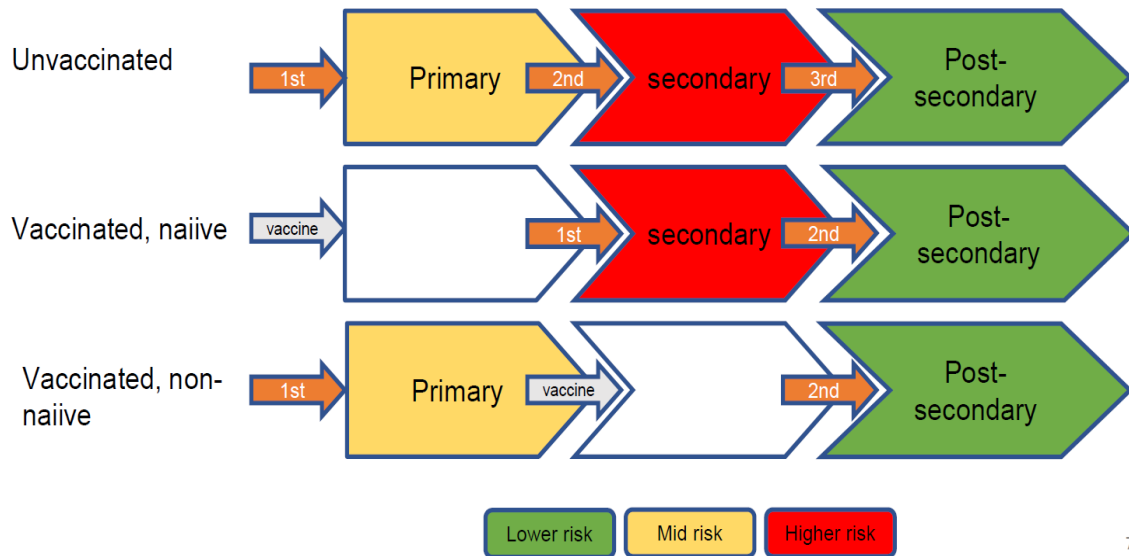 Unvaccinated
1st
Primary
2nd
secondary
3rd
Post-
secondary
Vaccinated, naiive
vaccine
1st
secondary
2nd
Post-
secondary
Vaccinated, non-
naiive
1st
Primary
vaccine
2nd
Post-
secondary
Lower risk
Mid risk
Higher risk